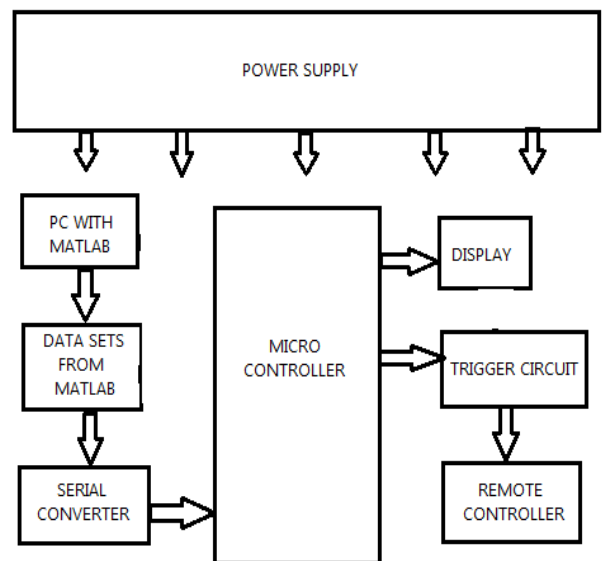 POWER SUPPLY
PC WITH
MATLAB
DATA SETS
FROM
MATLAB
SERIAL
CONVERTER
MICRO
CONTROLLER
DISPLAY
TRIGGER CIRCUIT
REMOTE
CONTROLLER